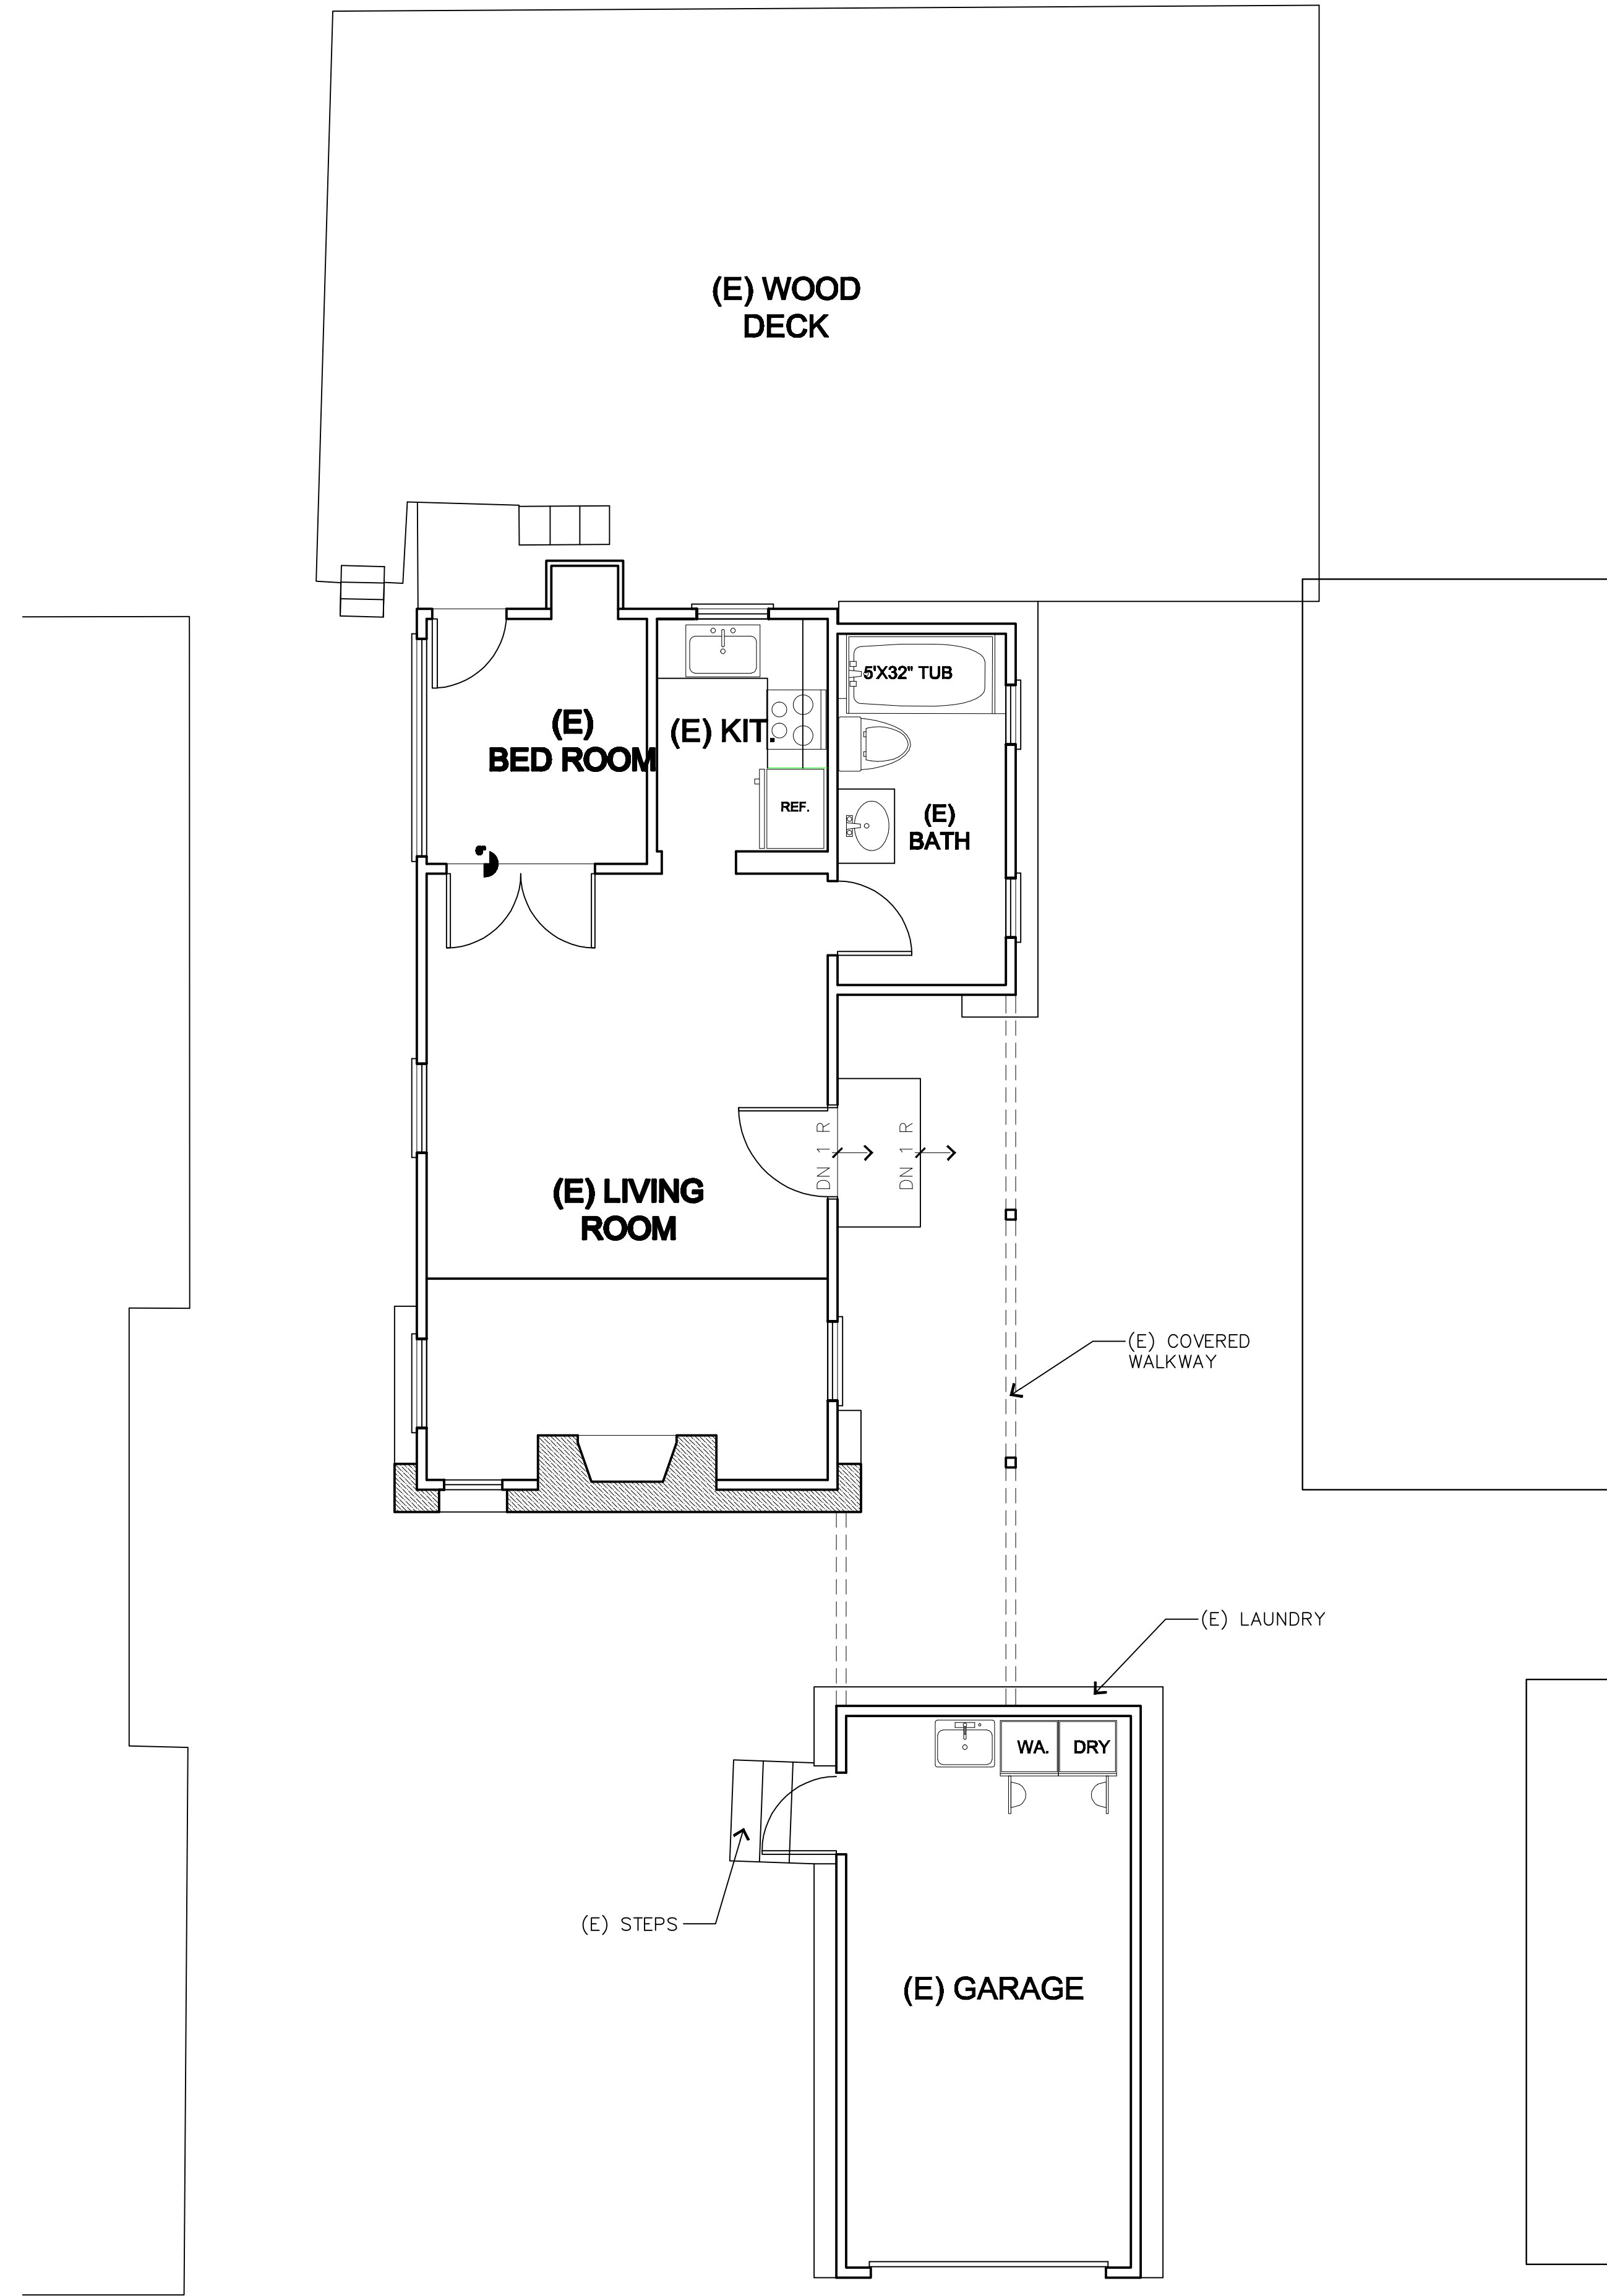 (E) WOOD
DECK
5'X32" TUB
(E)
BED ROOM
(E) KIT.
REF.
(E)
BATH
DN 1 R
DN 1 R
(E) LIVING
ROOM
(E) COVERED
WALKWAY
(E) LAUNDRY
WA.
DRY
(E) STEPS
(E) GARAGE